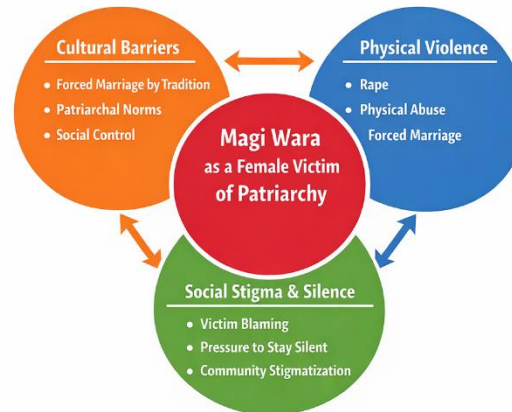 Cultural Barriers
• Forced Marriage by Tradition
• Patriarchal Norms
• Social Control
Physical Violence
• Rape
• Physical Abuse
Forced Marriage
Magi Wara
as a Female Victim
of Patriarchy
Social Stigma & Silence
• Victim Blaming
• Pressure to Stay Silent
• Community Stigmatization